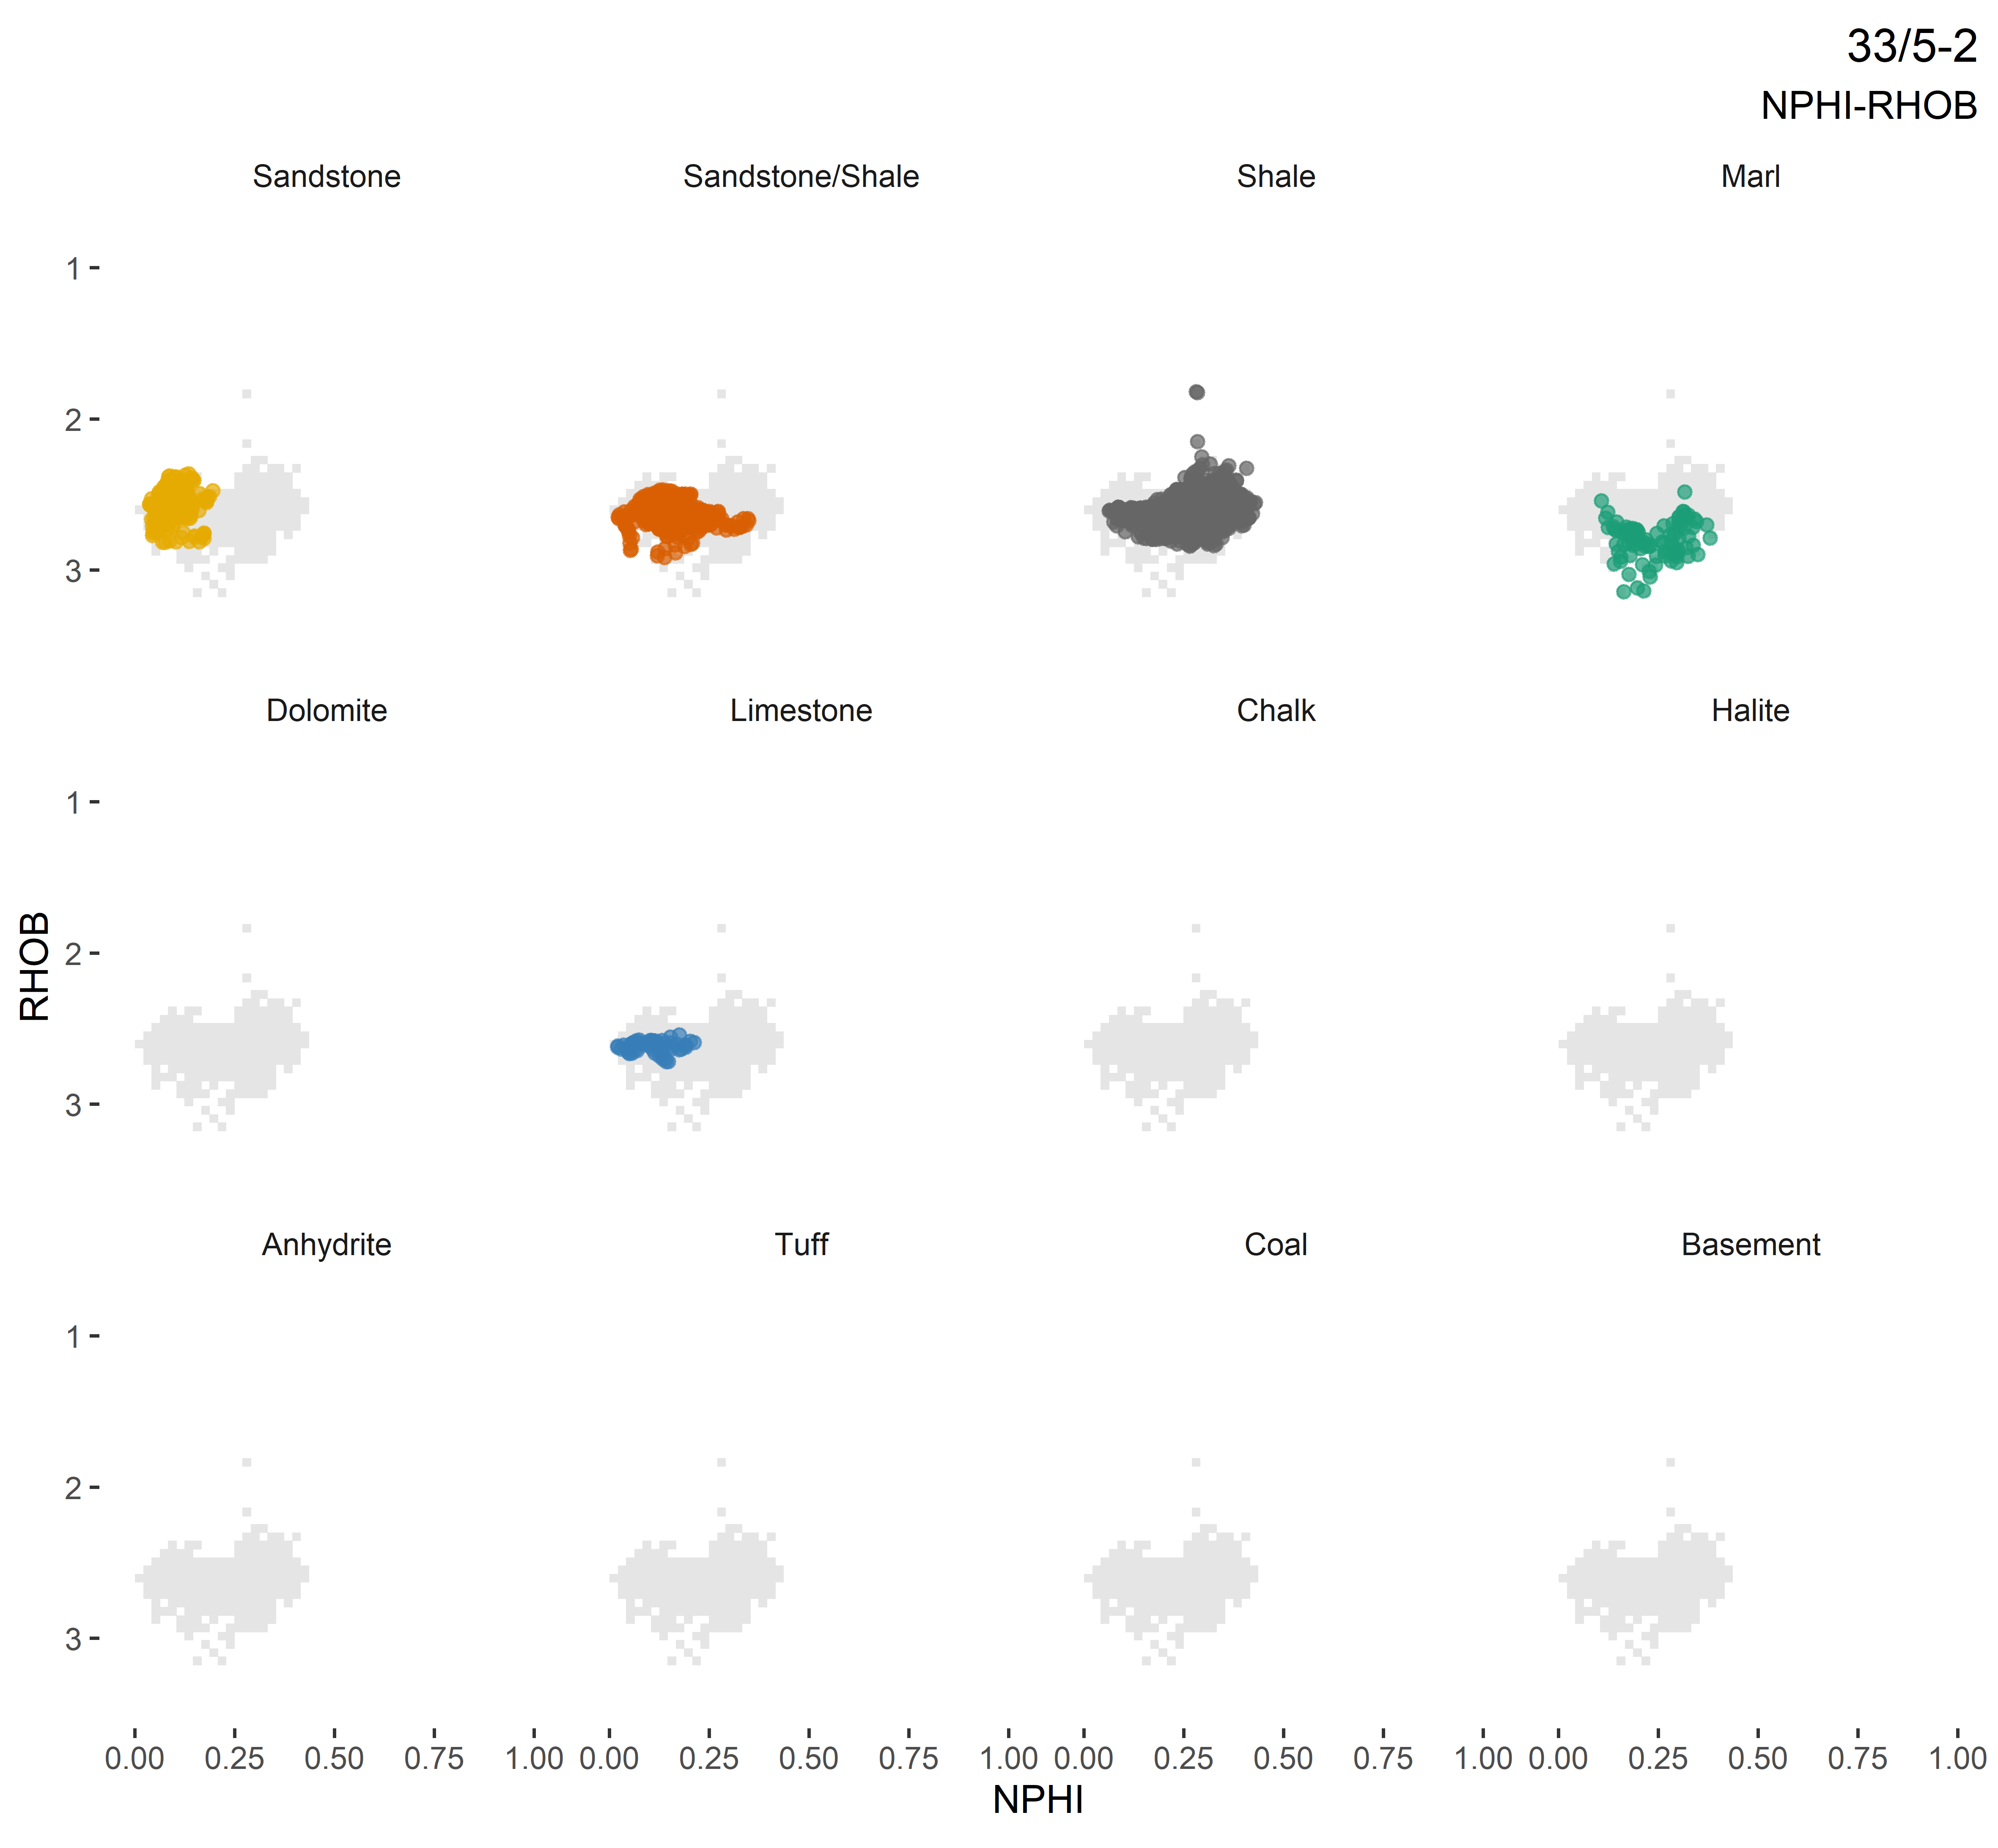 33/5-2
NPHI-RHOB
Sandstone Sandstone/Shale Shale Marl
1
2
3
Dolomite Limestone Chalk Halite
1
2
3
RHOB
Anhydrite Tuff Coal Basement
1
2
3
0.00 0.25 0.50 0.75 1.00 0.00 0.25 0.50 0.75 1.00 0.00 0.25 0.50 0.75 1.00 0.00 0.25 0.50 0.75 1.00
NPHI